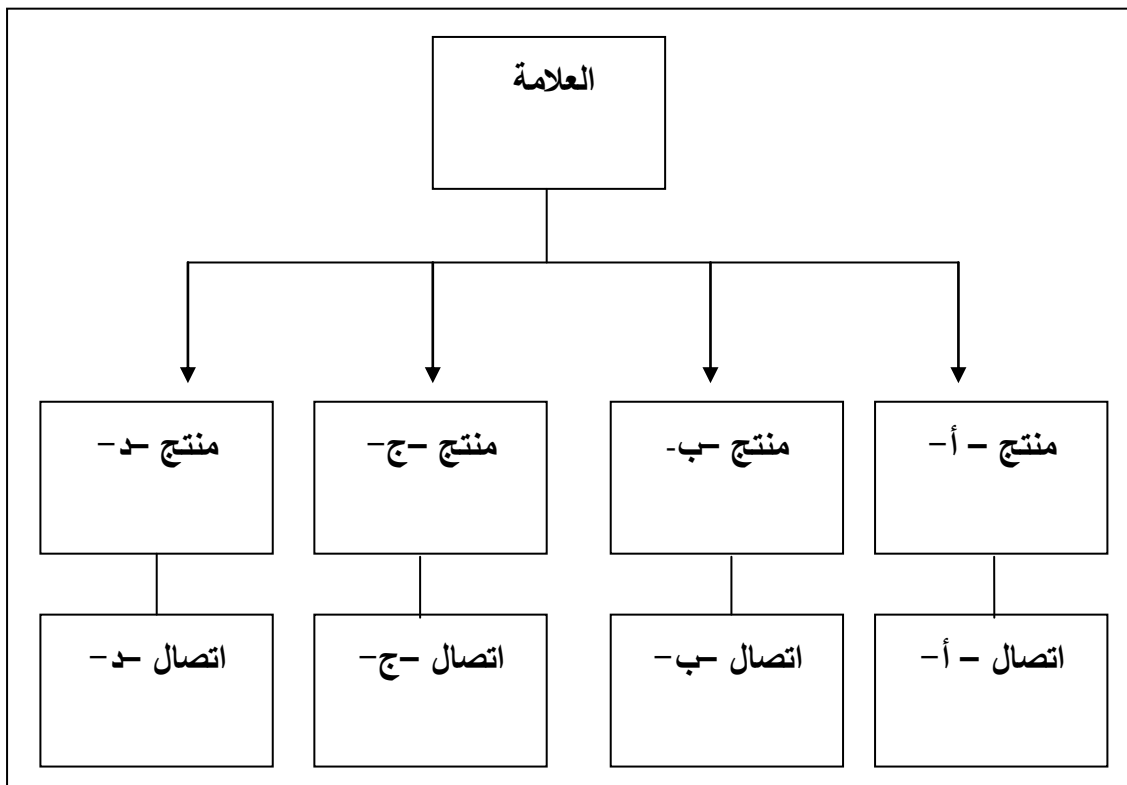 العلامة
منتج – أ-
منتج –ب-
منتج –ج-
منتج –د-
اتصال – أ-
اتصال –ب-
اتصال –ج-
اتصال –د-